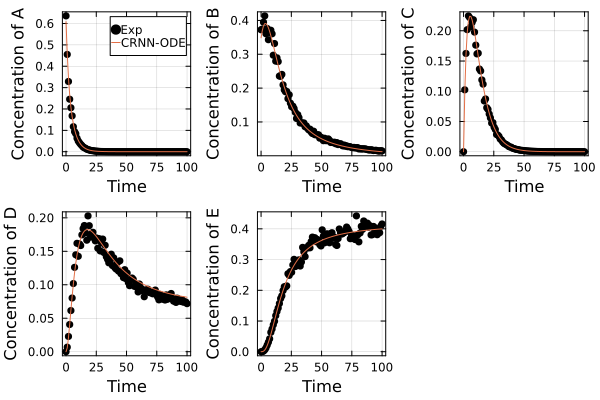 Concentration of A
0.6
0.5
0.4
0.3
0.2
0.1
0.0
0 25 50 75 100
Time
Exp
CRNN-ODE
Concentration of B
0.4
0.3
0.2
0.1
0 25 50 75 100
Time
Concentration of C
0.20
0.15
0.10
0.05
0.00
0 25 50 75 100
Time
Concentration of D
0.20
0.15
0.10
0.05
0.00
0 25 50 75 100
Time
Concentration of E
0.4
0.3
0.2
0.1
0.0
0 25 50 75 100
Time